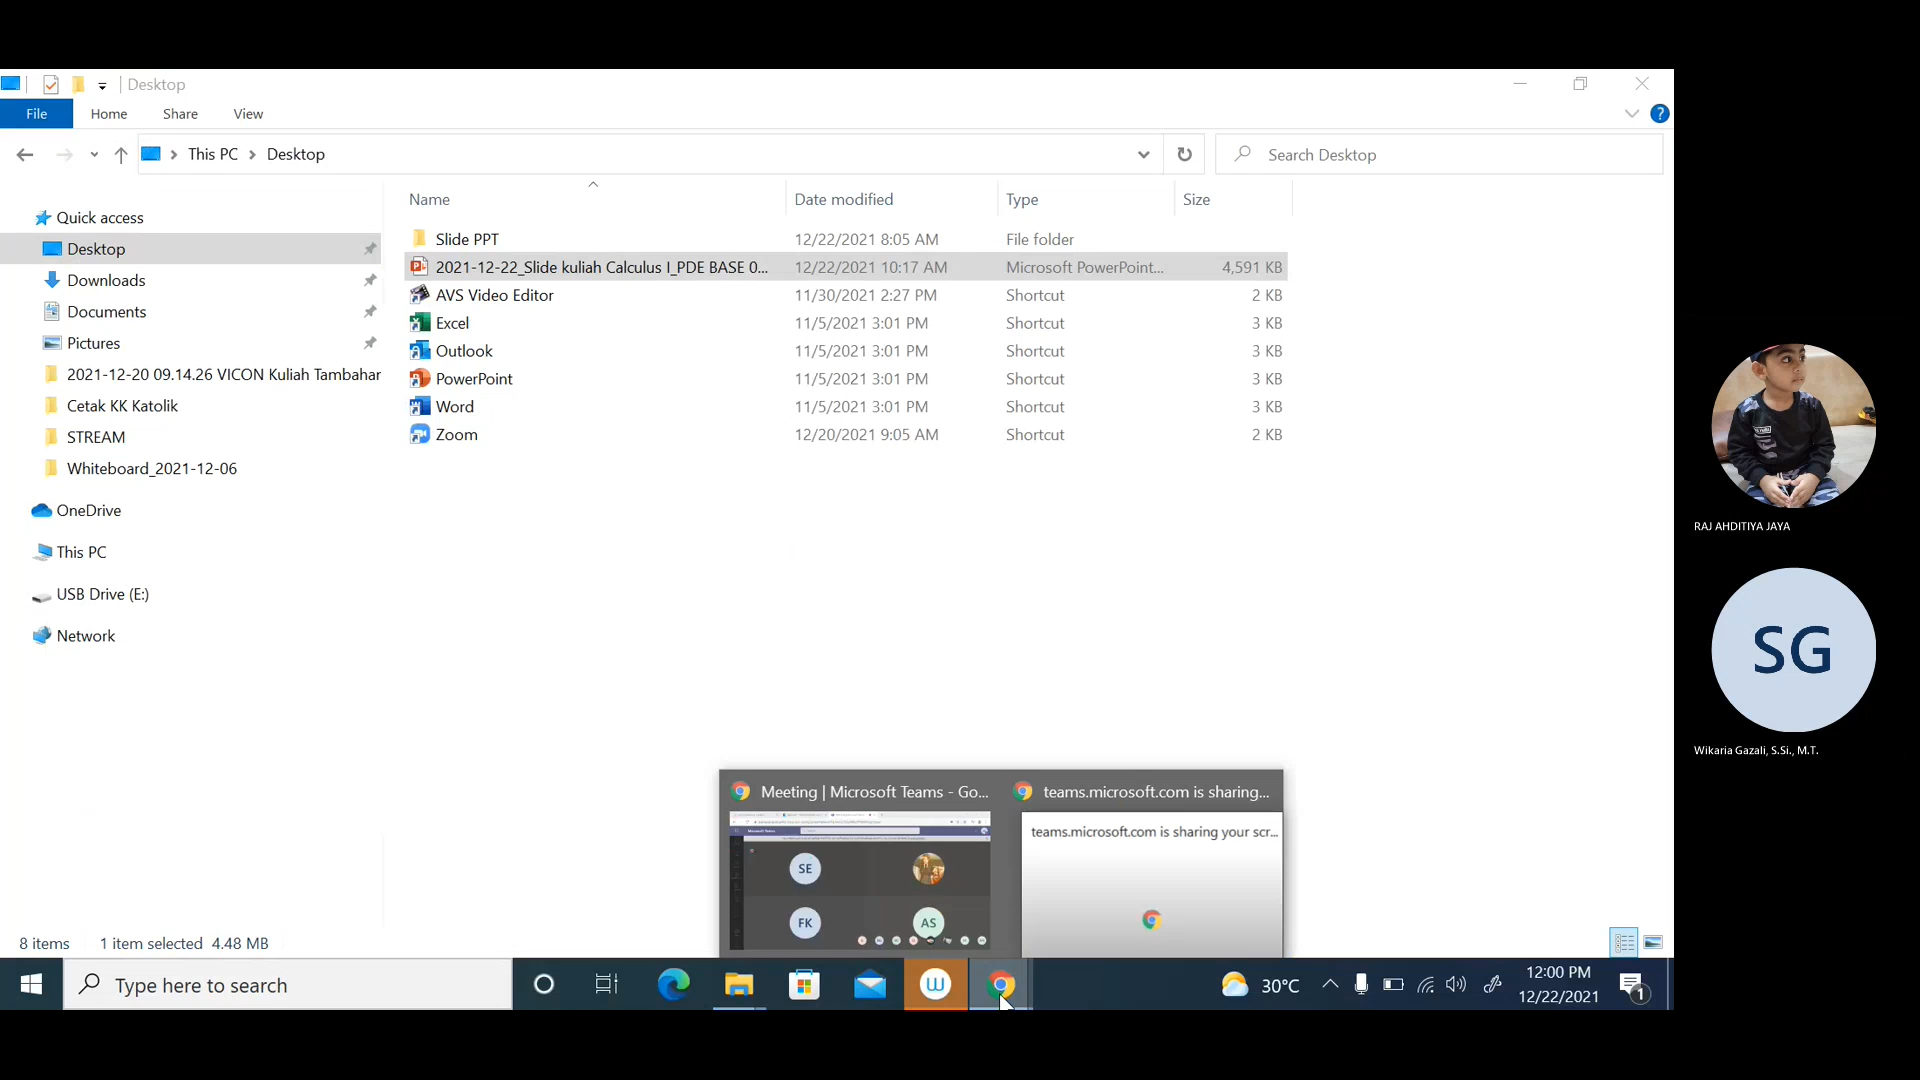 Desktop
File Home Share View
?
This PC Desktop
Search Desktop
Name Date modified Type Size
Quick access
Desktop
Downloads
Documents
Pictures
2021-12-20 09.14.26 VICON Kuliah Tambahar
Cetak KK Katolik
STREAM
Whiteboard_2021-12-06
OneDrive
This PC
USB Drive (E:)
Network
Slide PPT 12/22/2021 8:05 AM File folder
2021-12-22_Slide kuliah Calculus I_PDE BASE 0... 12/22/2021 10:17 AM Microsoft PowerPoint... 4,591 KB
AVS Video Editor 11/30/2021 2:27 PM Shortcut 2 KB
Excel 11/5/2021 3:01 PM Shortcut 3 KB
Outlook 11/5/2021 3:01 PM Shortcut 3 KB
PowerPoint 11/5/2021 3:01 PM Shortcut 3 KB
Word 11/5/2021 3:01 PM Shortcut 3 KB
Zoom 12/20/2021 9:05 AM Shortcut 2 KB
RAJ AHDITIYA JAYA
SG
Wikaria Gazali, S.Si., M.T.
Meeting | Microsoft Teams - Go...
teams.microsoft.com is sharing...
teams.microsoft.com is sharing your scr...
SE
FK AS
8 items 1 item selected 4.48 MB
Type here to search
30°C
12:00 PM
12/22/2021
1